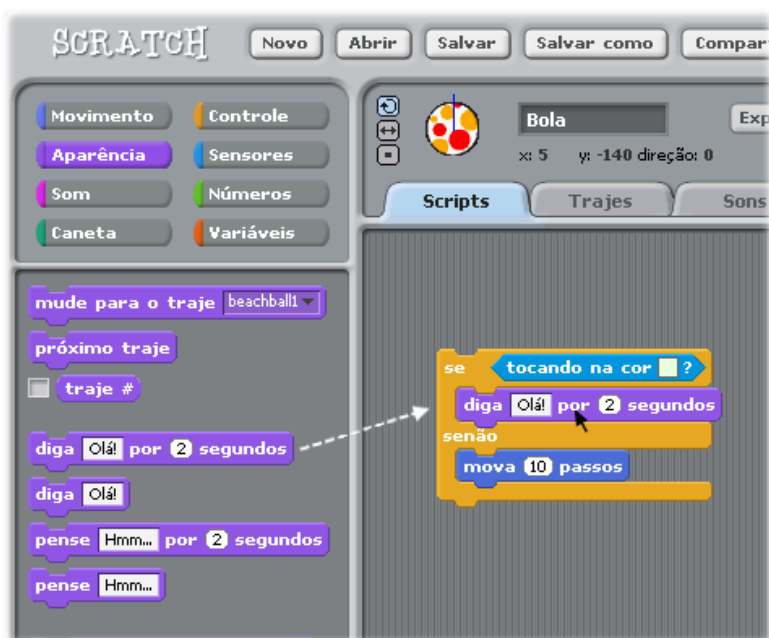 SCRATCH Novo Abrir Salvar Salvar como
Movimento Controle
Aparência Sensores
Som Números
Caneta Variáveis
Bola
x: 5 y: -140 direção: 0
Scripts Trajes Sons
mude para o traje beachball1
próximo traje
traje #
diga Olá! por 2 segundos
diga Olá!
pense Hmm... por 2 segundos
pense Hmm...
se tocando na cor ?
diga Olá! por 2 segundos
senão
mova 10 passos